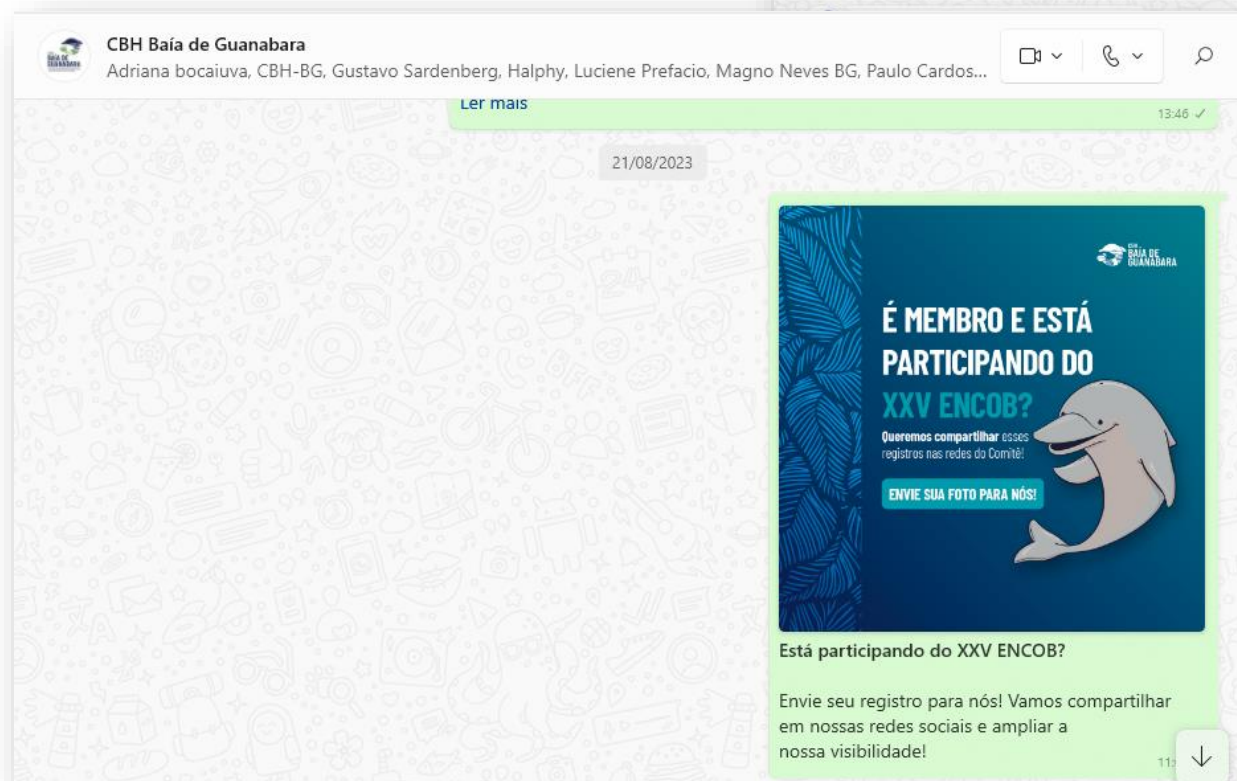 CBH Baía de Guanabara
Adriana bocaiuva, CBH-BG, Gustavo Sardenberg, Halphy, Luciene Prefacio, Magno Neves BG, Paulo Cardos...
Ler mais
13:46
21/08/2023
CBH
BAÍA DE
GUANABARA
É MEMBRO E ESTÁ
PARTICIPANDO DO
XXV ENCOB?
Queremos compartilhar esses
registros nas redes do Comitê!
ENVIE SUA FOTO PARA NÓS!
Está participando do XXV ENCOB?
Envie seu registro para nós! Vamos compartilhar
em nossas redes sociais e ampliar a
nossa visibilidade!